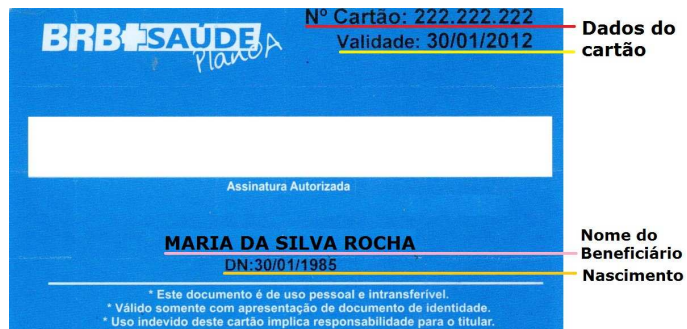 BRB SAÚDE
Plano A
Nº Cartão: 222.222.222
Validade: 30/01/2012
Dados do
cartão
Assinatura Autorizada
MARIA DA SILVA ROCHA
DN:30/01/1985
Nome do
Beneficiário
Nascimento
* Este documento é de uso pessoal e intransferível.
* Válido somente com apresentação de documento de identidade.
* Uso indevido deste cartão implica responsabilidade para o titular.